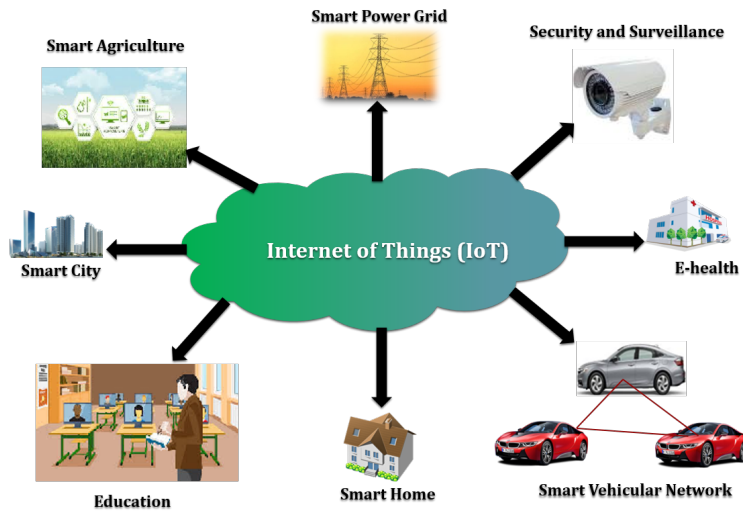 Smart Power Grid
Security and Surveillance
Smart Agriculture
Internet of Things (IoT)
Smart City
E-health
Education
Smart Home
Smart Vehicular Network